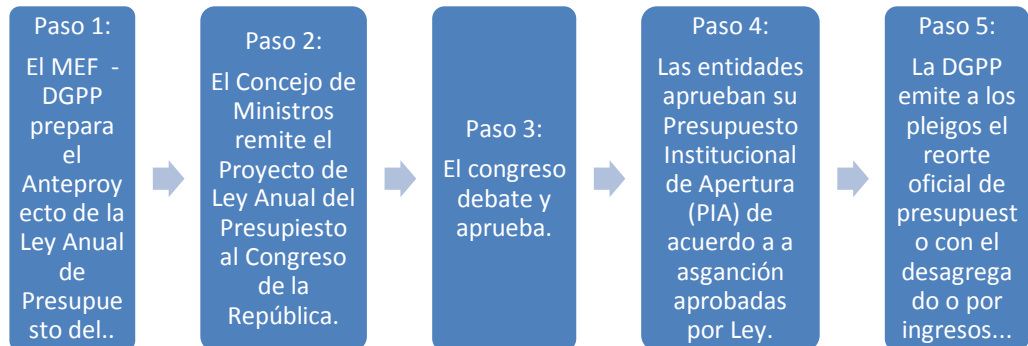 Paso 1:
El MEF - 
DGPP
prepara
el
Anteproy
ecto de la
Ley Anual
de
Presupue
sto del..
Paso 2:
El Concejo de
Ministros
remite el
Proyecto de
Ley Anual del
Presupiesto
al Congreso
de la
República.
Paso 3:
El congreso
debate y
aprueba.
Paso 4:
Las entidades
aprueban su
Presupuesto
Institucional
de Apertura
(PIA) de
acuerdo a a
asganción
aprobadas
por Ley.
Paso 5:
La DGPP
emite a los
pleigos el
reorte
oficial de
presupuest
o con el
desagrega
do o por
ingresos...